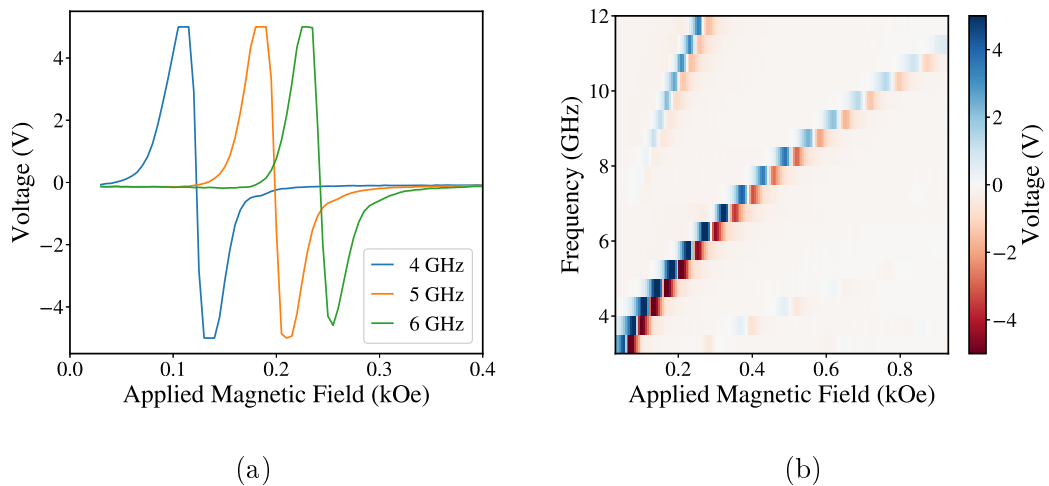 Voltage (V)
4
2
0
−2
−4
4 GHz
5 GHz
6 GHz
0.0
0.1
0.2
0.3
0.4
Applied Magnetic Field (kOe)
(a)
Frequency (GHz)
12
10
8
6
4
0.2
0.4
0.6
0.8
Applied Magnetic Field (kOe)
4
2
0
−2
−4
Voltage (V)
(b)